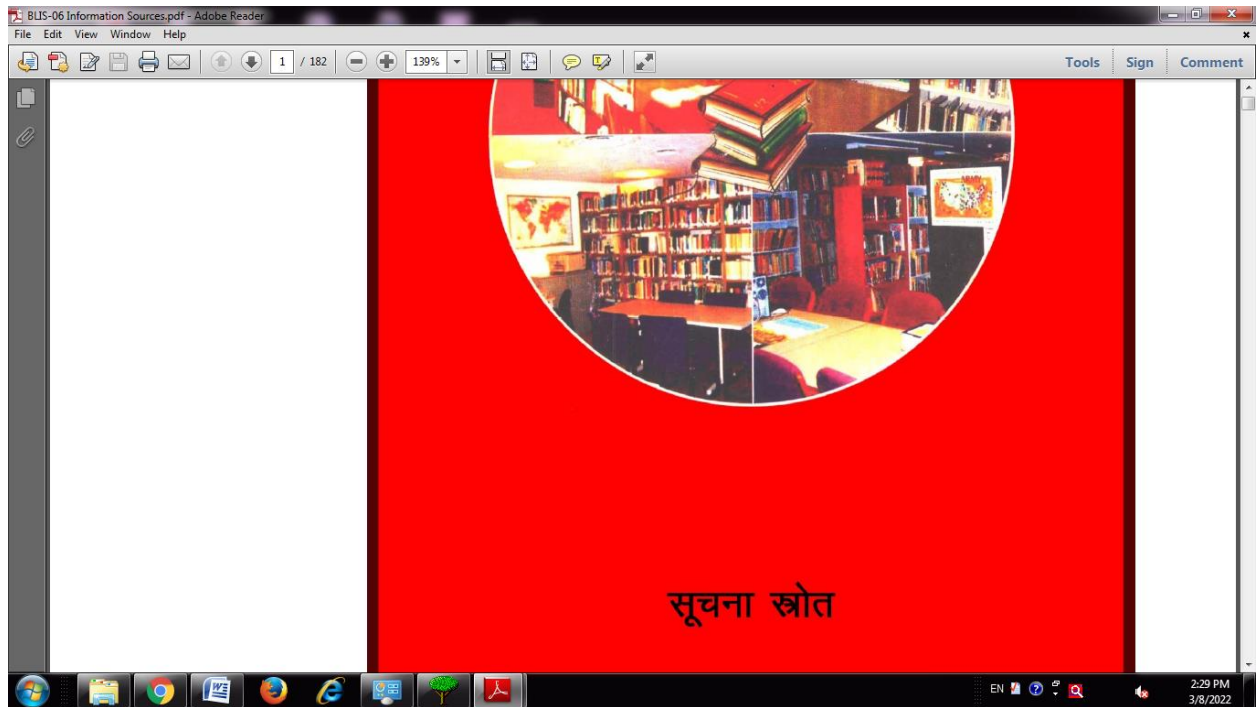 BLIS-06 Information Sources.pdf - Adobe Reader
File Edit View Window Help
1 / 182 139% Tools Sign Comment
सूचना स्रोत
EN 2:29 PM
3/8/2022